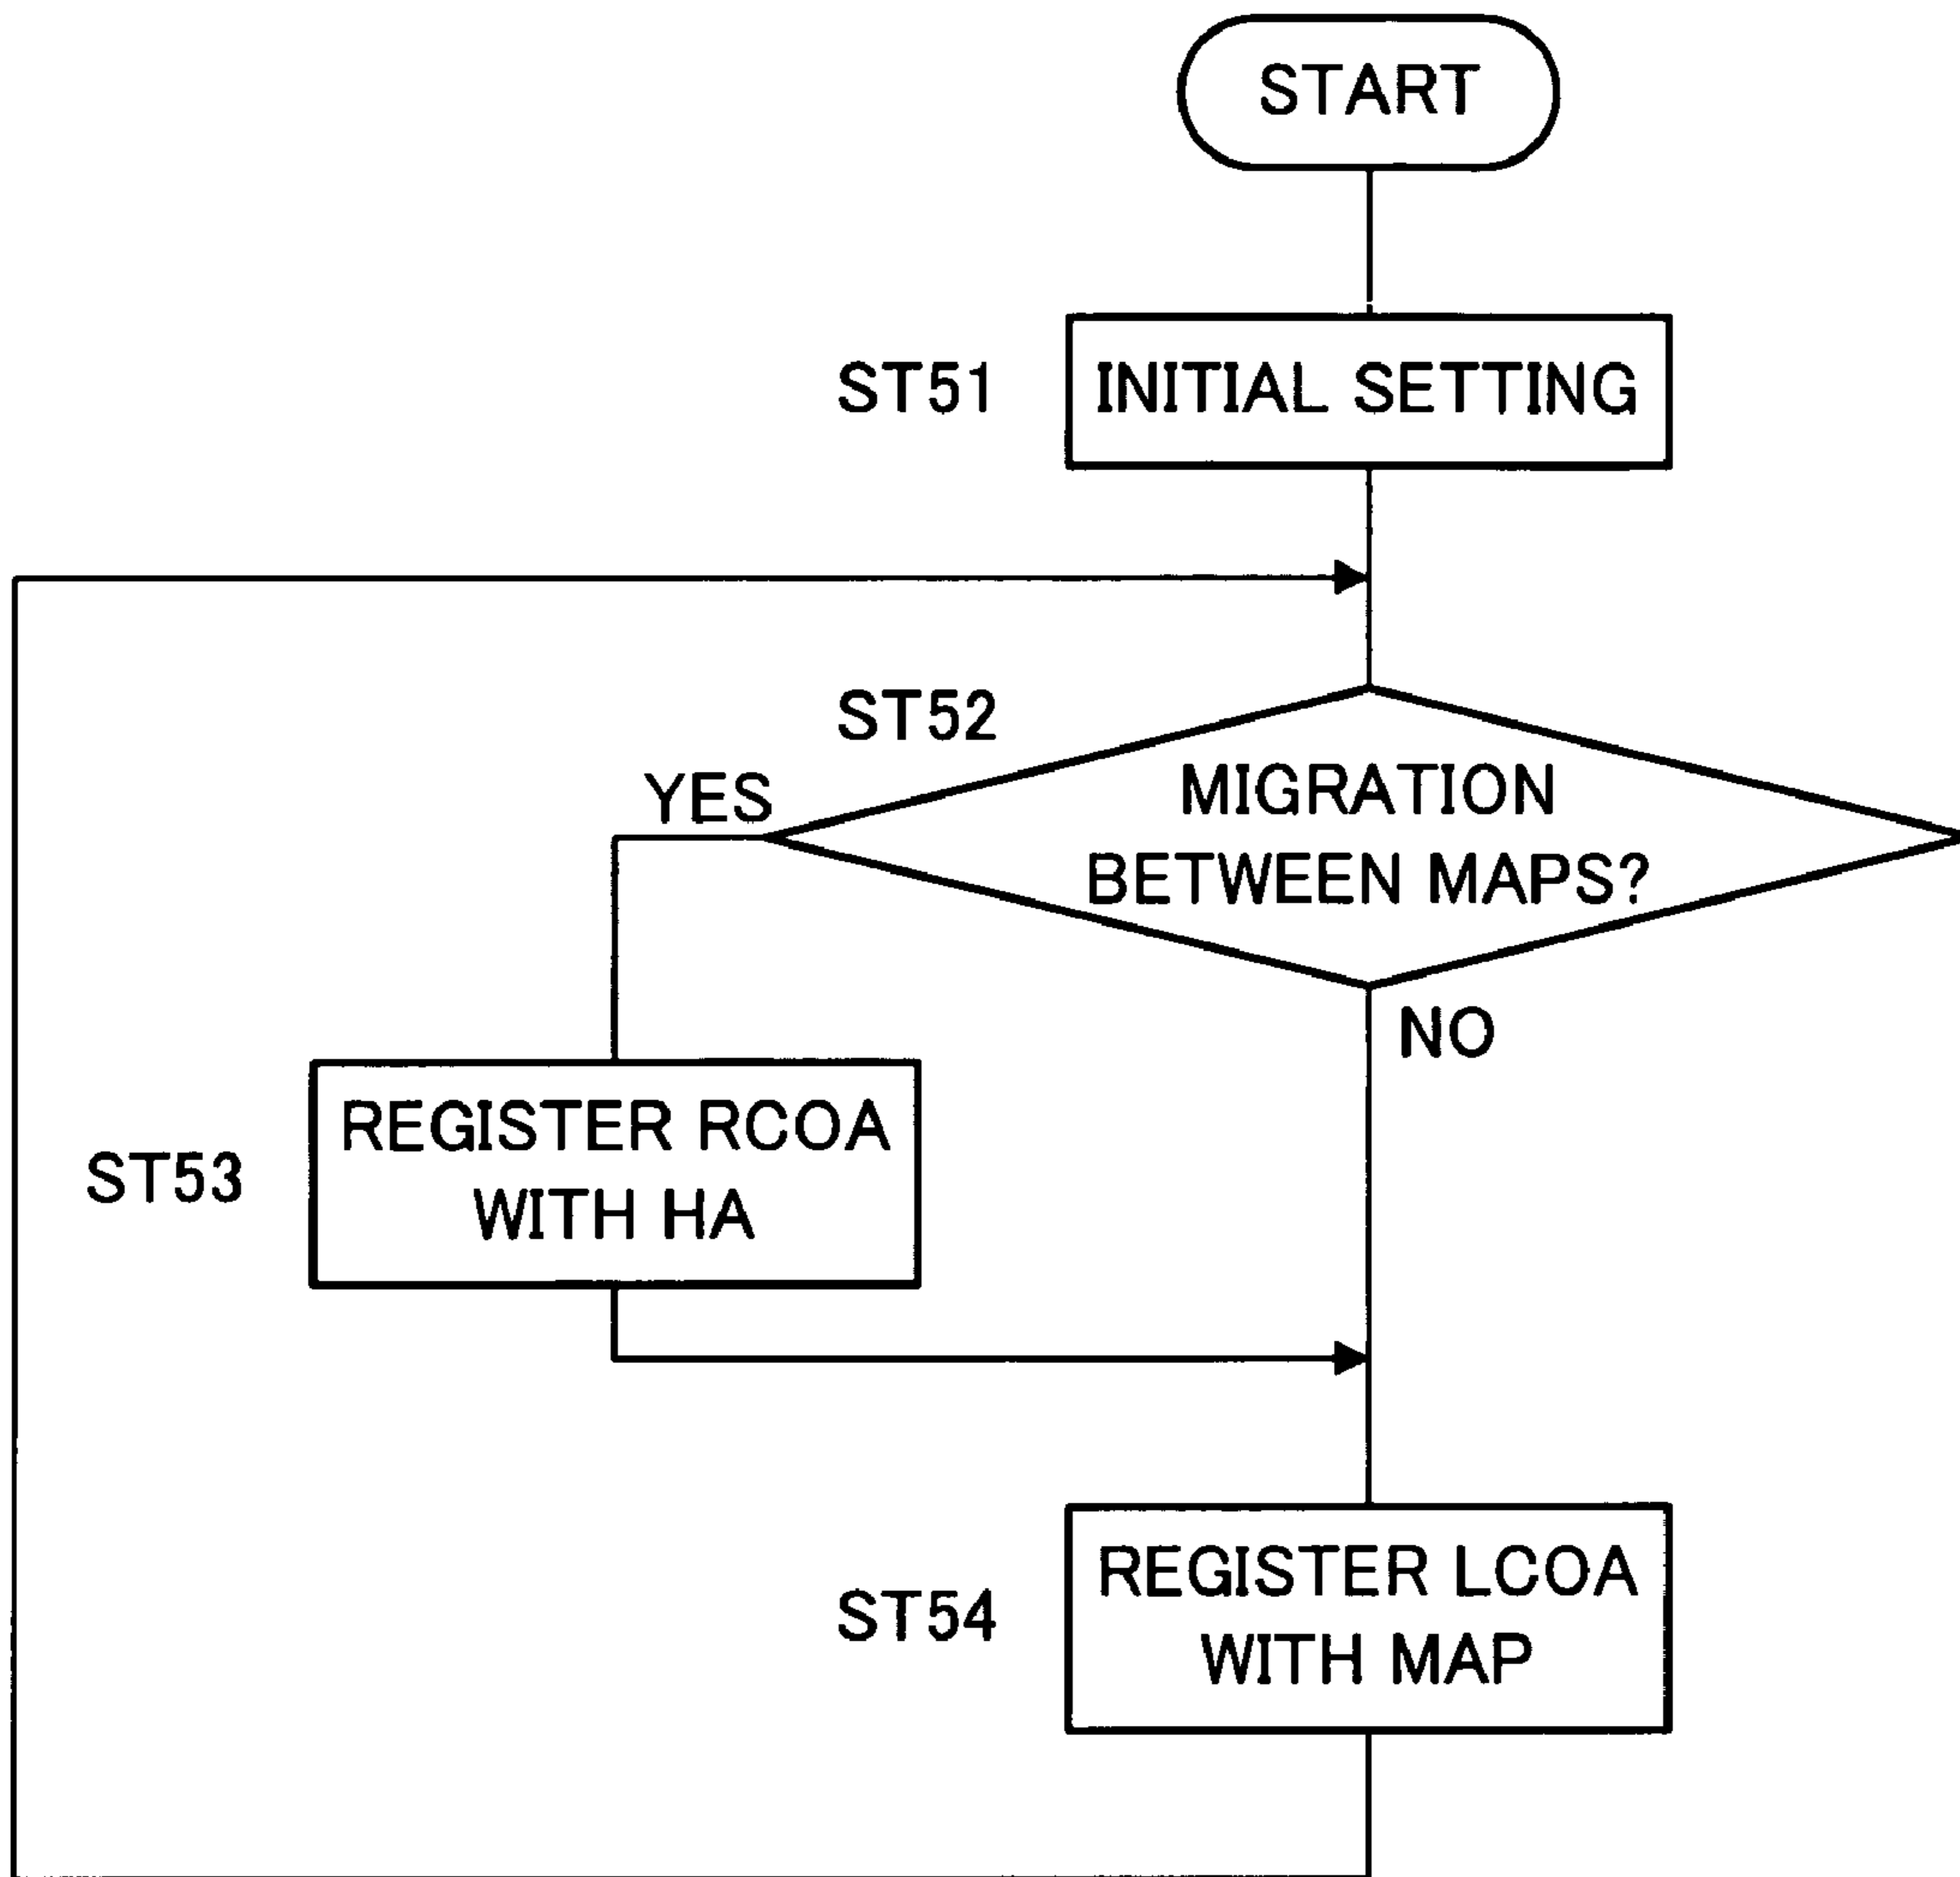 START
ST51
INITIAL SETTING
ST52
YES
MIGRATION
BETWEEN MAPS?
NO
ST53
REGISTER RCOA
WITH HA
ST54
REGISTER LCOA
WITH MAP